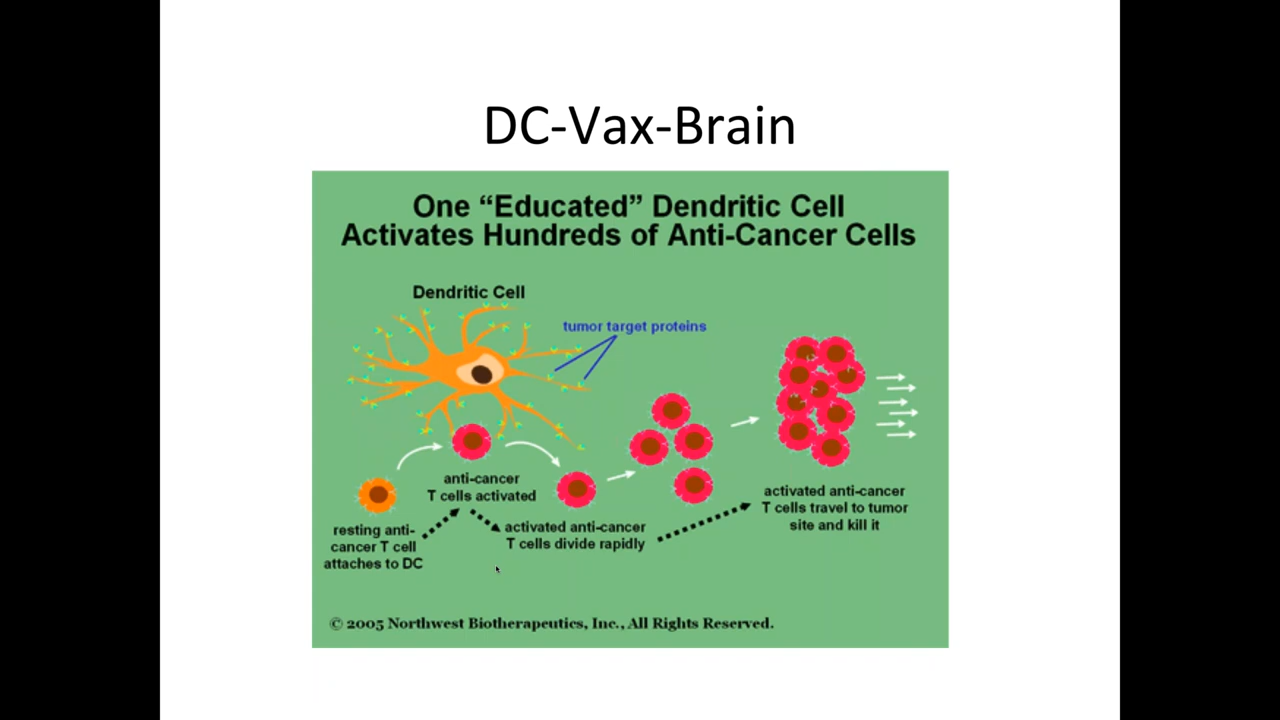 DC-Vax-Brain
One “Educated” Dendritic Cell
Activates Hundreds of Anti-Cancer Cells
Dendritic Cell
tumor target proteins
anti-cancer
T cells activated
resting anti-
cancer T cell
attaches to DC
activated anti-cancer
T cells divide rapidly
activated anti-cancer
T cells travel to tumor
site and kill it
© 2005 Northwest Biotherapeutics, Inc., All Rights Reserved.